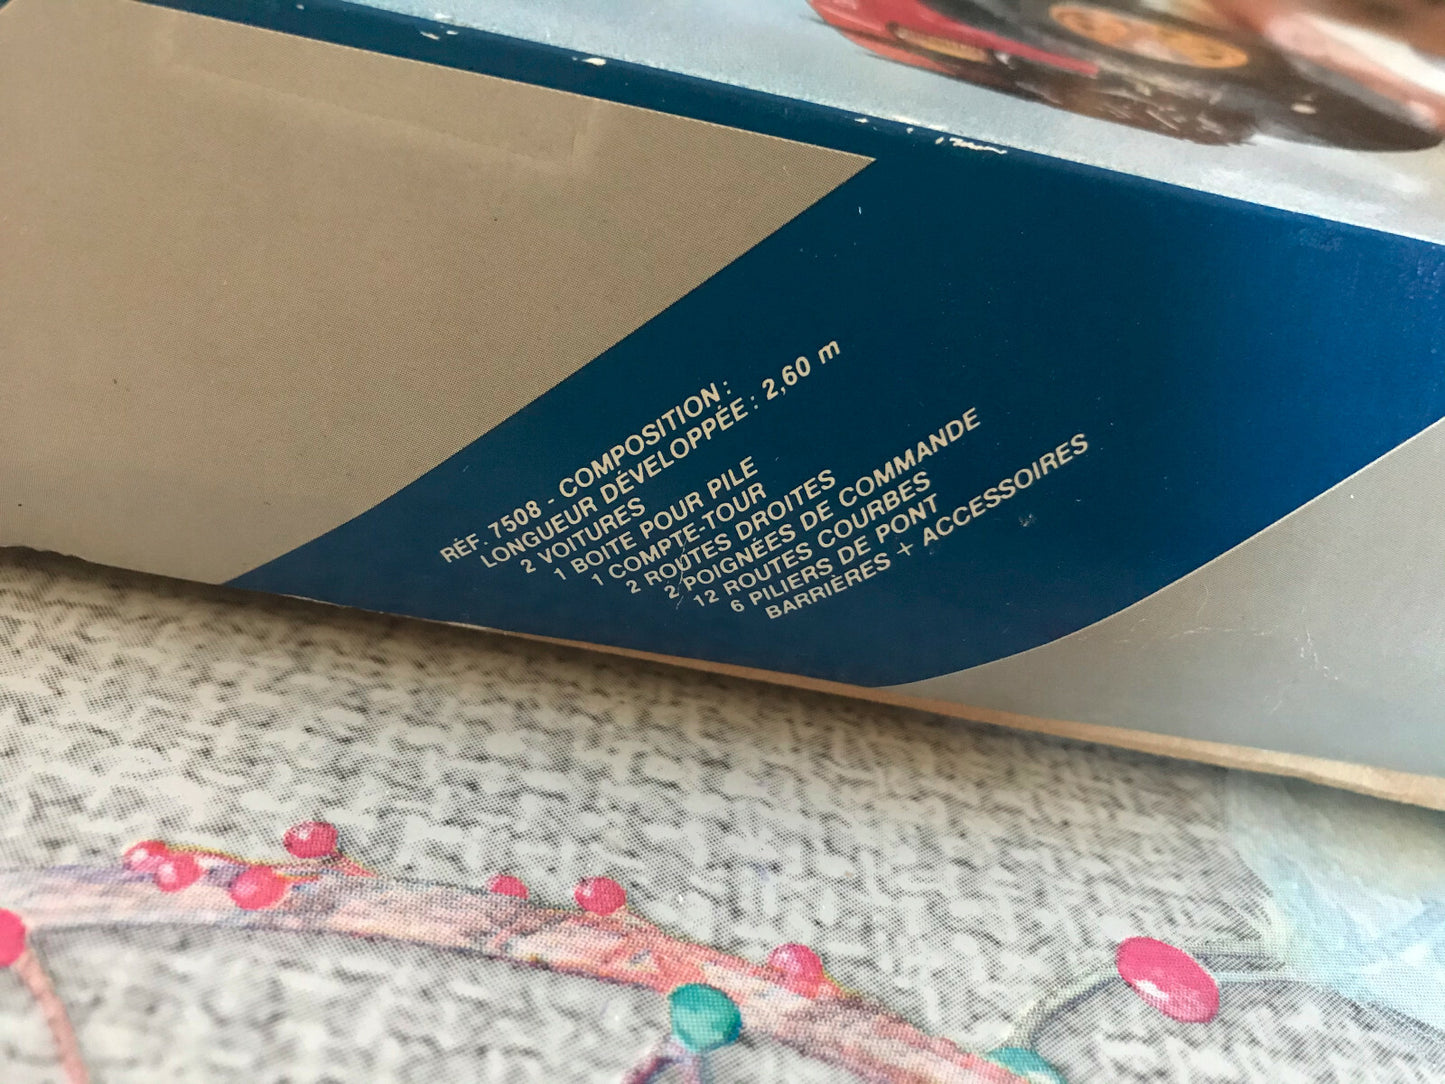 RÉF. 7508 - COMPOSITION :
LONGUEUR DÉVELOPPÉE : 2,60 m
2 VOITURES
1 BOITE POUR PILE
1 COMPTE-TOUR
2 ROUTES DROITES
2 POIGNÉES DE COMMANDE
12 ROUTES COURBES
6 PILIERS DE PONT
BARRIÈRES + ACCESSOIRES